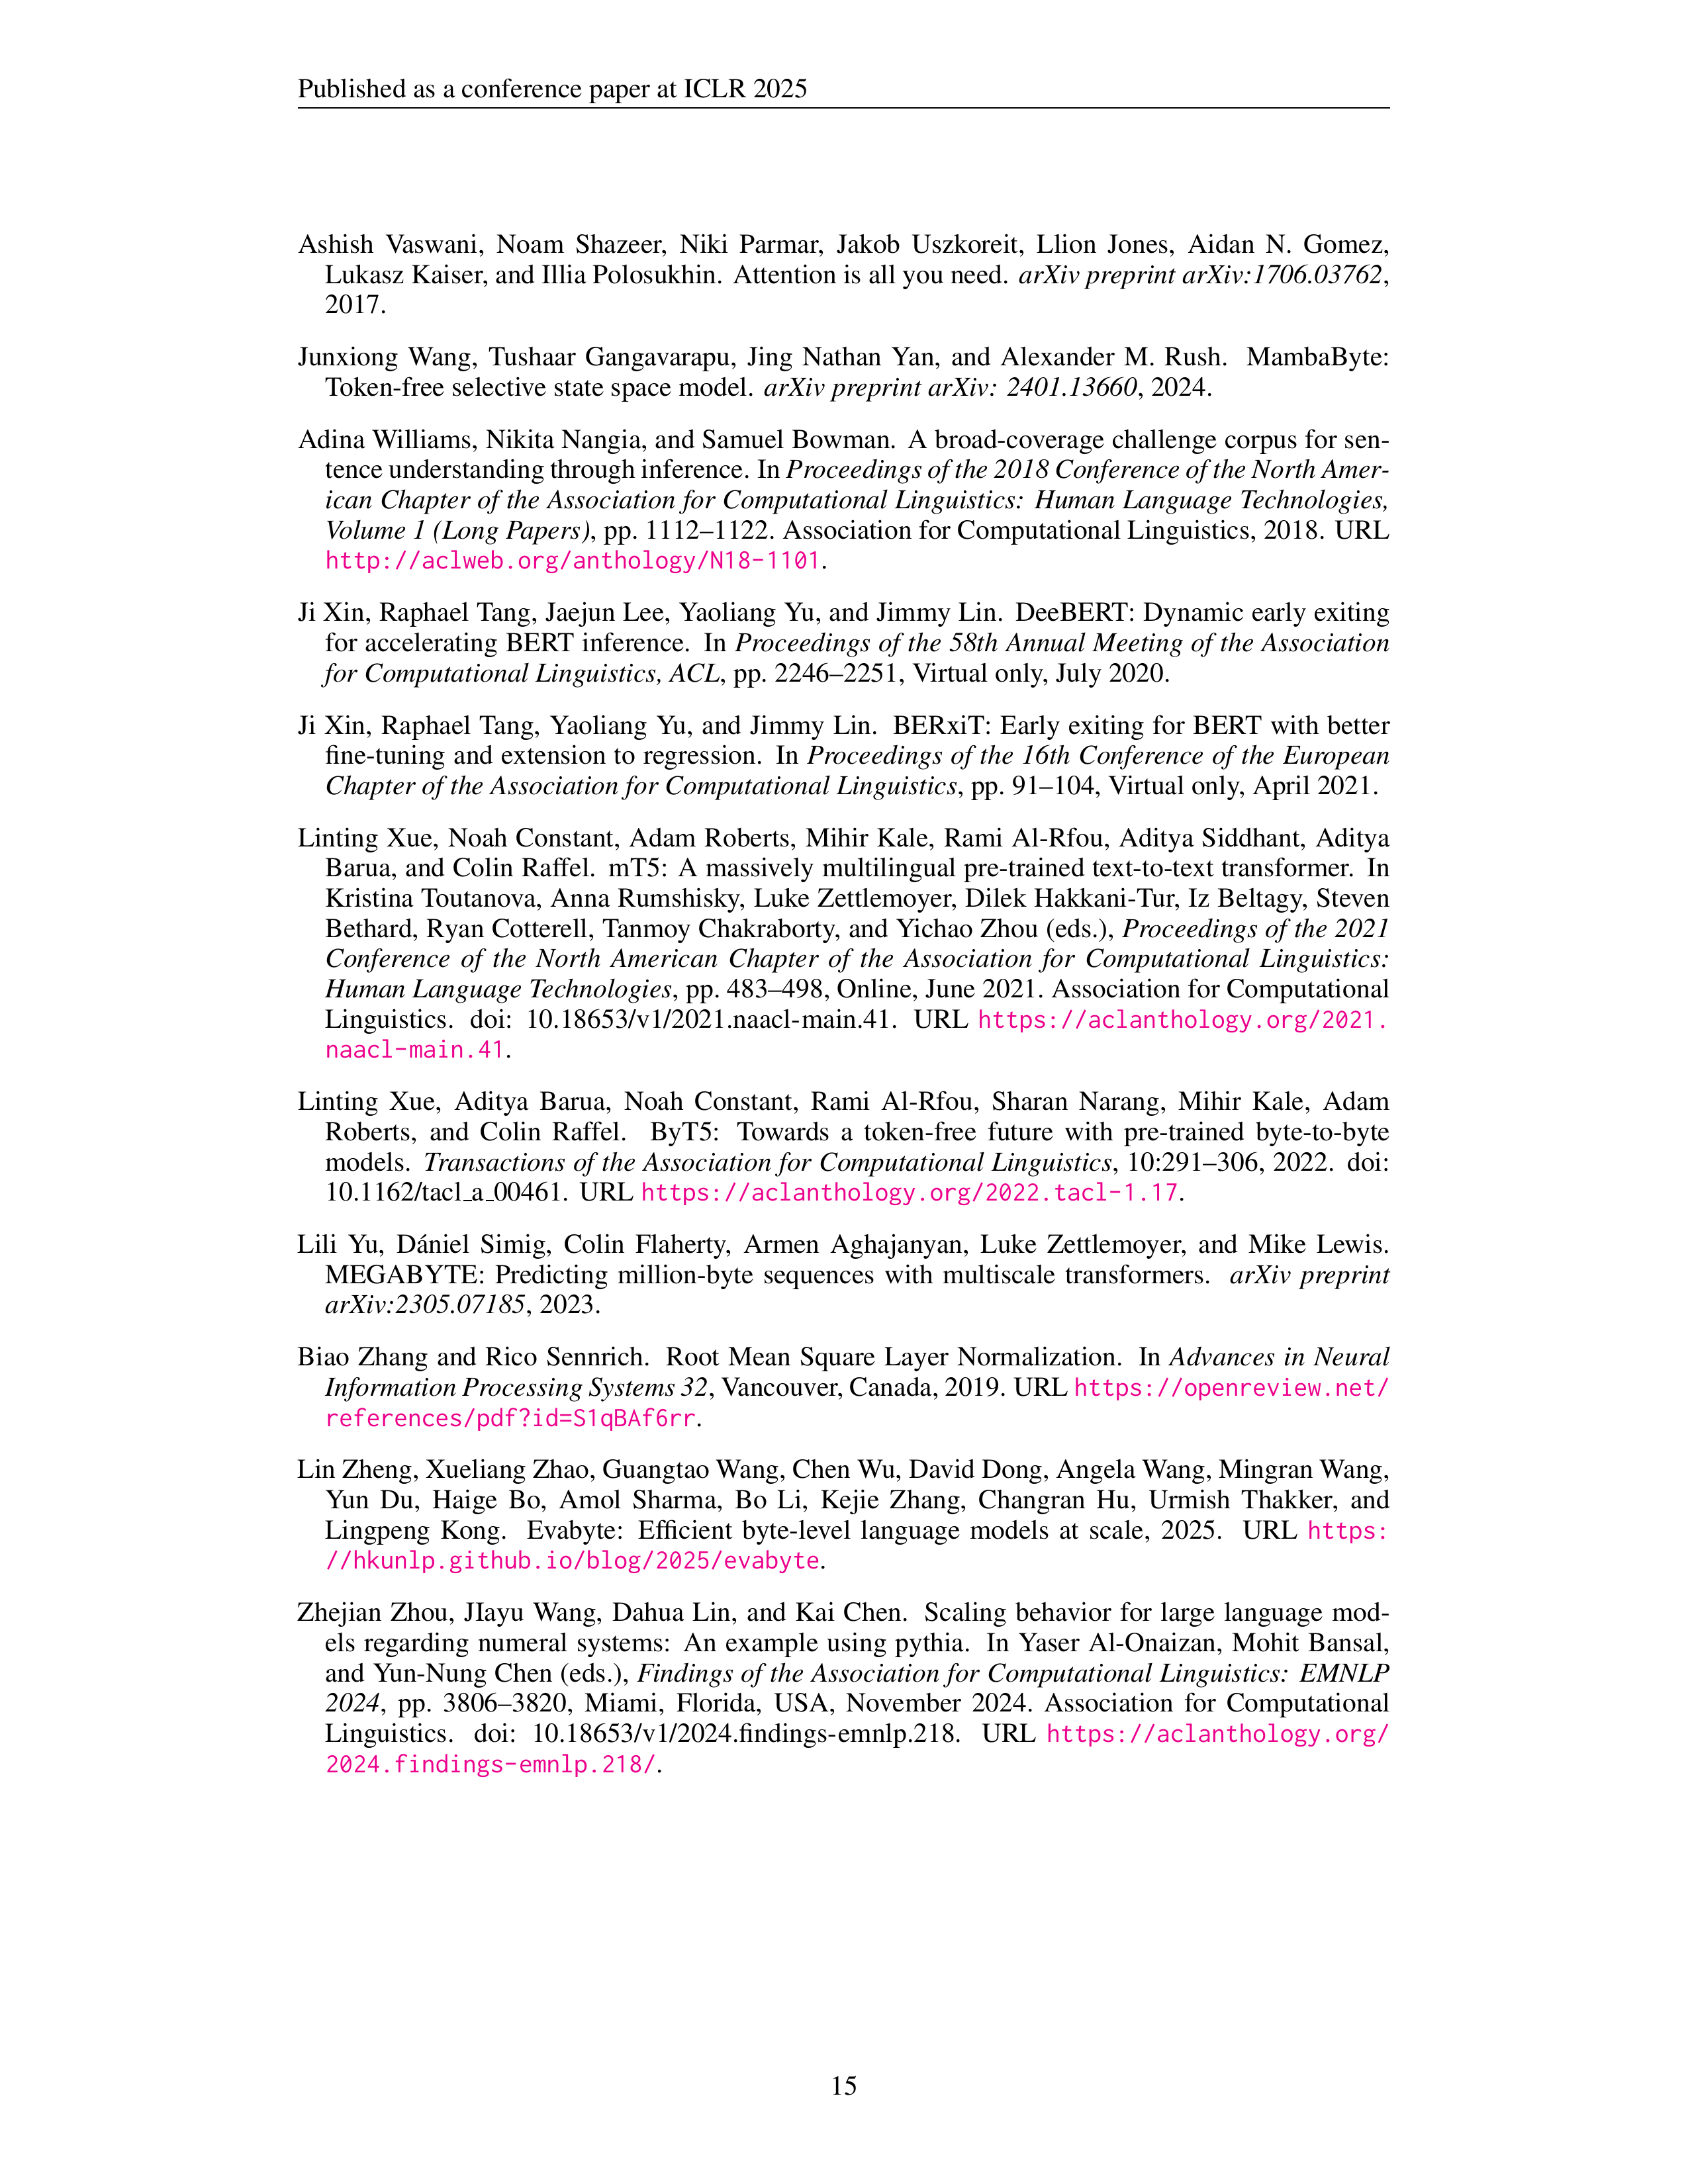 Published as a conference paper at ICLR 2025
Ashish Vaswani, Noam Shazeer, Niki Parmar, Jakob Uszkoreit, Llion Jones, Aidan N. Gomez,
Lukasz Kaiser, and Illia Polosukhin. Attention is all you need. arXiv preprint arXiv:1706.03762,
2017.
Junxiong Wang, Tushaar Gangavarapu, Jing Nathan Yan, and Alexander M. Rush. MambaByte:
Token-free selective state space model. arXiv preprint arXiv: 2401.13660, 2024.
Adina Williams, Nikita Nangia, and Samuel Bowman. A broad-coverage challenge corpus for sen-
tence understanding through inference. In Proceedings of the 2018 Conference of the North Amer-
ican Chapter of the Association for Computational Linguistics: Human Language Technologies,
Volume 1 (Long Papers), pp. 1112–1122. Association for Computational Linguistics, 2018. URL
http://aclweb.org/anthology/N18-1101.
Ji Xin, Raphael Tang, Jaejun Lee, Yaoliang Yu, and Jimmy Lin. DeeBERT: Dynamic early exiting
for accelerating BERT inference. In Proceedings of the 58th Annual Meeting of the Association
for Computational Linguistics, ACL, pp. 2246–2251, Virtual only, July 2020.
Ji Xin, Raphael Tang, Yaoliang Yu, and Jimmy Lin. BERxiT: Early exiting for BERT with better
fine-tuning and extension to regression. In Proceedings of the 16th Conference of the European
Chapter of the Association for Computational Linguistics, pp. 91–104, Virtual only, April 2021.
Linting Xue, Noah Constant, Adam Roberts, Mihir Kale, Rami Al-Rfou, Aditya Siddhant, Aditya
Barua, and Colin Raffel. mT5: A massively multilingual pre-trained text-to-text transformer. In
Kristina Toutanova, Anna Rumshisky, Luke Zettlemoyer, Dilek Hakkani-Tur, Iz Beltagy, Steven
Bethard, Ryan Cotterell, Tanmoy Chakraborty, and Yichao Zhou (eds.), Proceedings of the 2021
Conference of the North American Chapter of the Association for Computational Linguistics:
Human Language Technologies, pp. 483–498, Online, June 2021. Association for Computational
Linguistics. doi: 10.18653/v1/2021.naacl-main.41. URL https://aclanthology.org/2021.
naacl-main.41.
Linting Xue, Aditya Barua, Noah Constant, Rami Al-Rfou, Sharan Narang, Mihir Kale, Adam
Roberts, and Colin Raffel. ByT5: Towards a token-free future with pre-trained byte-to-byte
models. Transactions of the Association for Computational Linguistics, 10:291–306, 2022. doi:
10.1162/tacl_a_00461. URL https://aclanthology.org/2022.tacl-1.17.
Lili Yu, Dániel Simig, Colin Flaherty, Armen Aghajanyan, Luke Zettlemoyer, and Mike Lewis.
MEGABYTE: Predicting million-byte sequences with multiscale transformers. arXiv preprint
arXiv:2305.07185, 2023.
Biao Zhang and Rico Sennrich. Root Mean Square Layer Normalization. In Advances in Neural
Information Processing Systems 32, Vancouver, Canada, 2019. URL https://openreview.net/
references/pdf?id=S1qBAf6rr.
Lin Zheng, Xueliang Zhao, Guangtao Wang, Chen Wu, David Dong, Angela Wang, Mingran Wang,
Yun Du, Haige Bo, Amol Sharma, Bo Li, Kejie Zhang, Changran Hu, Urmish Thakker, and
Lingpeng Kong. Evabyte: Efficient byte-level language models at scale, 2025. URL https:
//hkunlp.github.io/blog/2025/evabyte.
Zhejian Zhou, JIayu Wang, Dahua Lin, and Kai Chen. Scaling behavior for large language mod-
els regarding numeral systems: An example using pythia. In Yaser Al-Onaizan, Mohit Bansal,
and Yun-Nung Chen (eds.), Findings of the Association for Computational Linguistics: EMNLP
2024, pp. 3806–3820, Miami, Florida, USA, November 2024. Association for Computational
Linguistics. doi: 10.18653/v1/2024.findings-emnlp.218. URL https://aclanthology.org/
2024.findings-emnlp.218/.
15